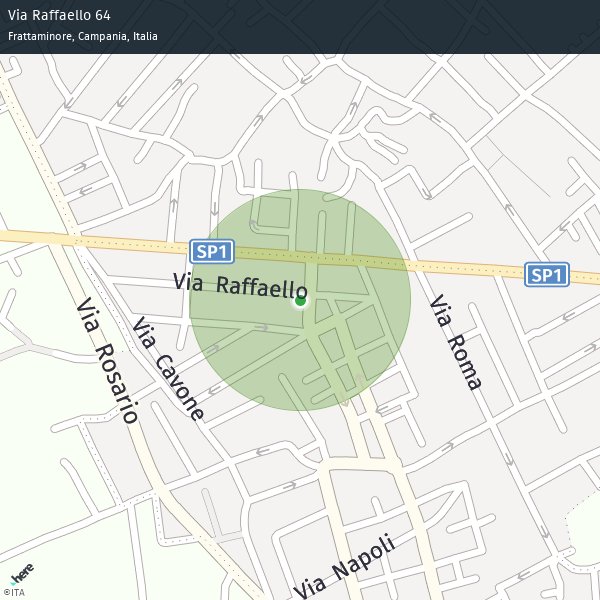 Via Raffaello 64
Frattaminore, Campania, Italia
SP1
SP1
Via Raffaello
Via Rosario
Via Cavone
Via Roma
Via Napoli
here
© ITA